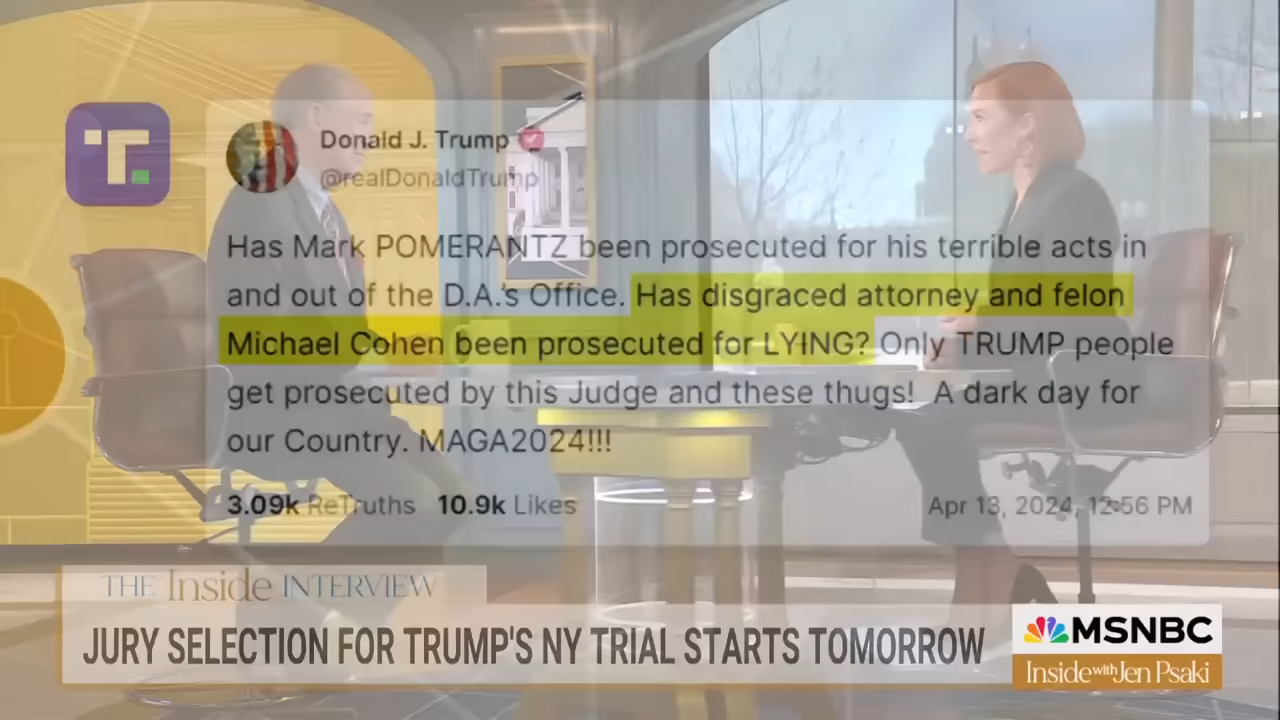 Donald J. Trump
@realDonaldTrump
Has Mark POMERANTZ been prosecuted for his terrible acts in
and out of the D.A.s Office. Has disgraced attorney and felon
Michael Cohen been prosecuted for LYING? Only TRUMP people
get prosecuted by this Judge and these thugs! A dark day for
our Country. MAGA2024!!!
3.09k ReTruths 10.9k Likes Apr 13, 2024, 12:56 PM
THE Inside INTERVIEW
JURY SELECTION FOR TRUMP'S NY TRIAL STARTS TOMORROW
MSNBC
Inside with Jen Psaki